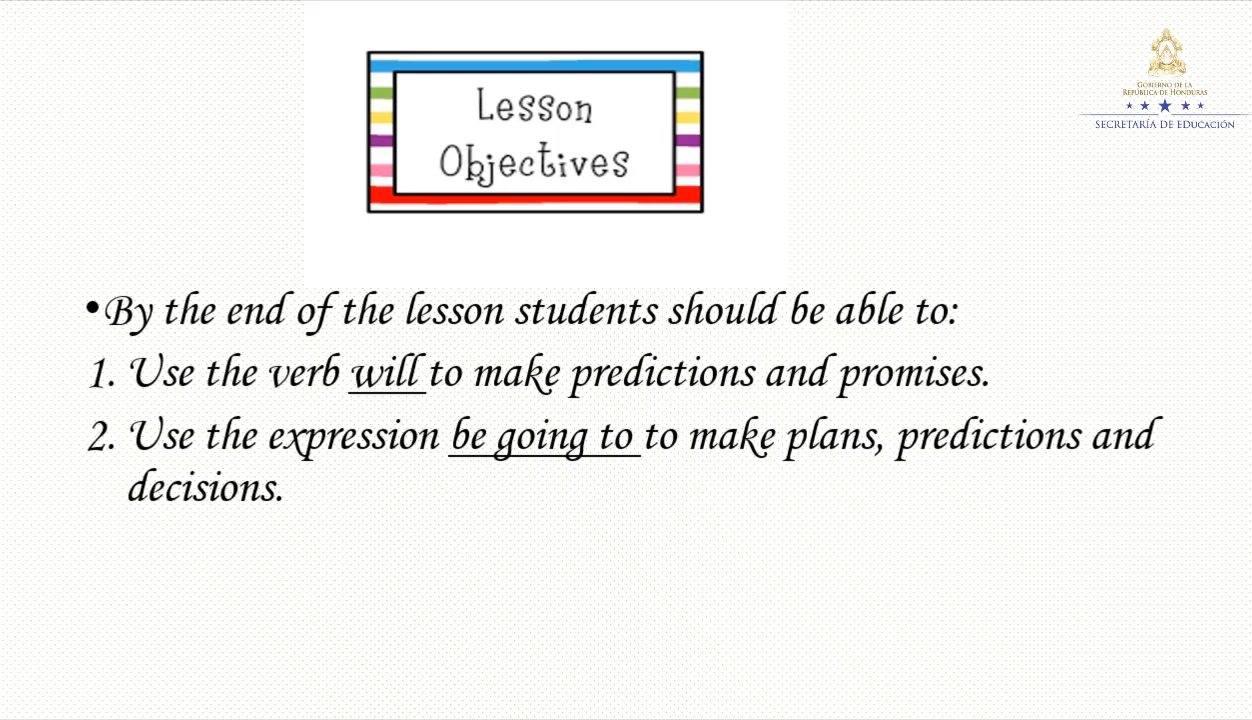 Lesson
Objectives
GOBIERNO DE LA
REPÚBLICA DE HONDURAS
SECRETARÍA DE EDUCACIÓN
•By the end of the lesson students should be able to:
1. Use the verb will to make predictions and promises.
2. Use the expression be going to to make plans, predictions and
decisions.